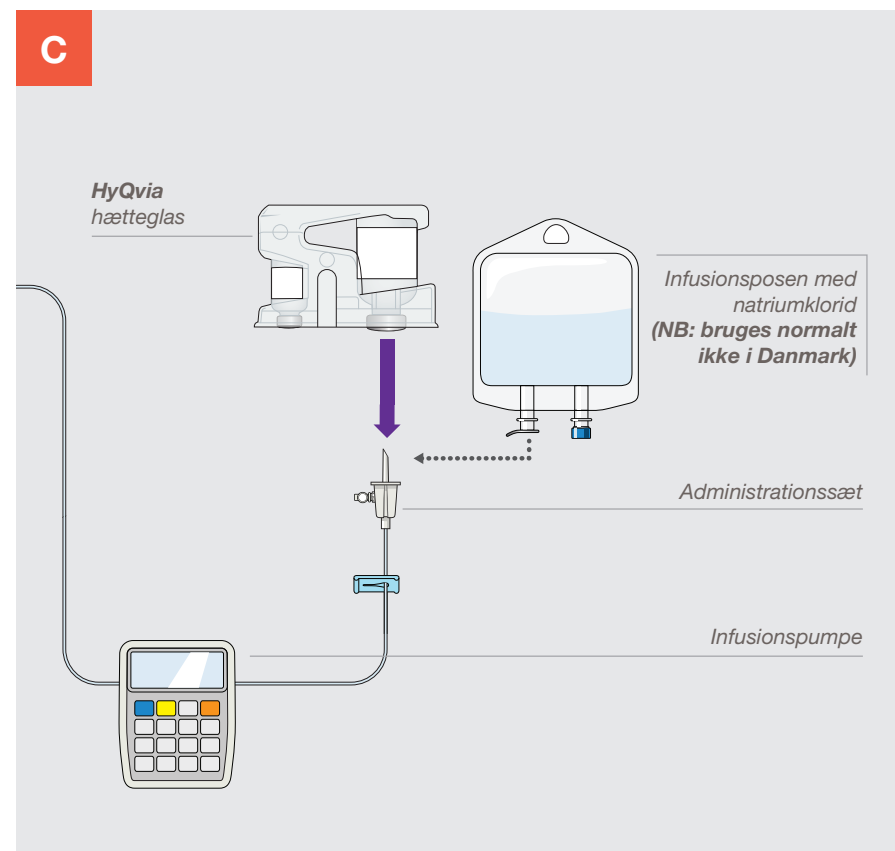 C
HyQvia
hætteglas
Infusionsposen med
natriumklorid
(NB: bruges normalt
ikke i Danmark)
Administrationssæt
Infusionspumpe